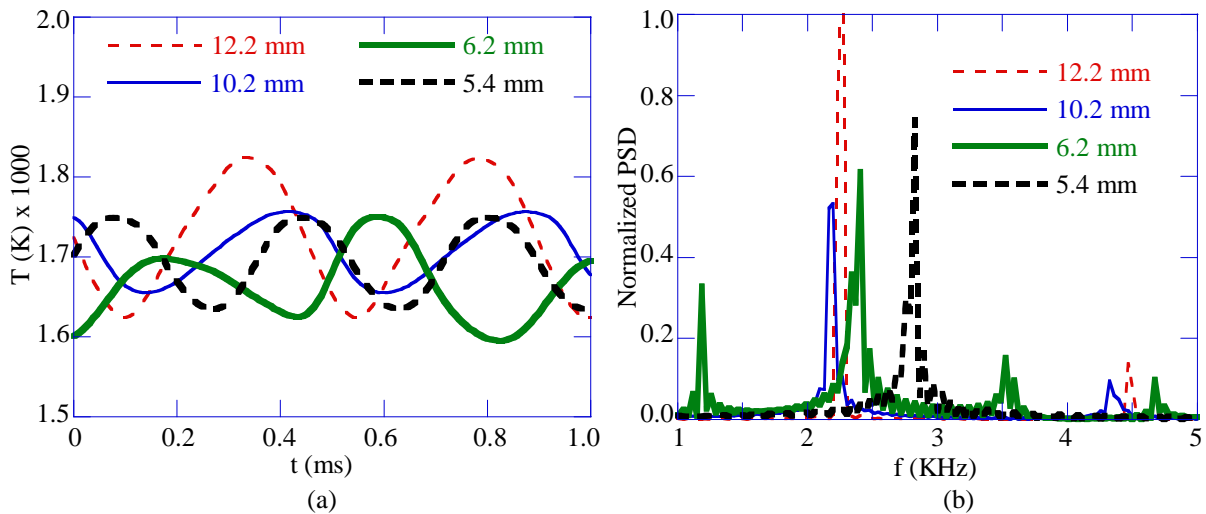 2.0
1.9
1.8
1.7
1.6
1.5
T (K) x 1000
12.2 mm
10.2 mm
6.2 mm
5.4 mm
0 0.2 0.4 0.6 0.8 1.0
t (ms)
(a)
1.0
0.8
0.6
0.4
0.2
0.0
Normalized PSD
12.2 mm
10.2 mm
6.2 mm
5.4 mm
1 2 3 4 5
f (KHz)
(b)